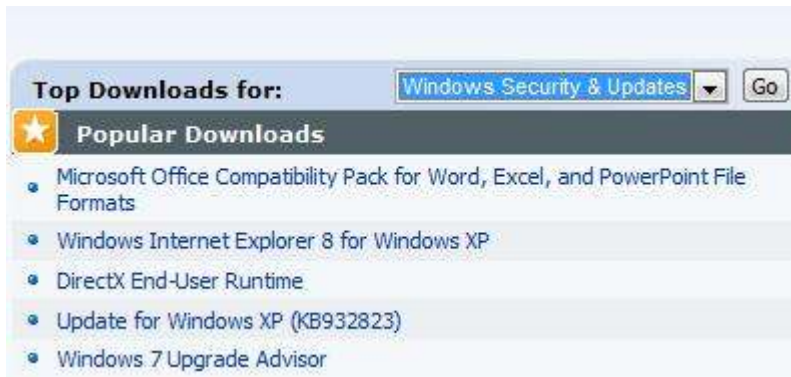 Top Downloads for: Windows Security & Updates Go
Popular Downloads
Microsoft Office Compatibility Pack for Word, Excel, and PowerPoint File
Formats
Windows Internet Explorer 8 for Windows XP
DirectX End-User Runtime
Update for Windows XP (KB932823)
Windows 7 Upgrade Advisor